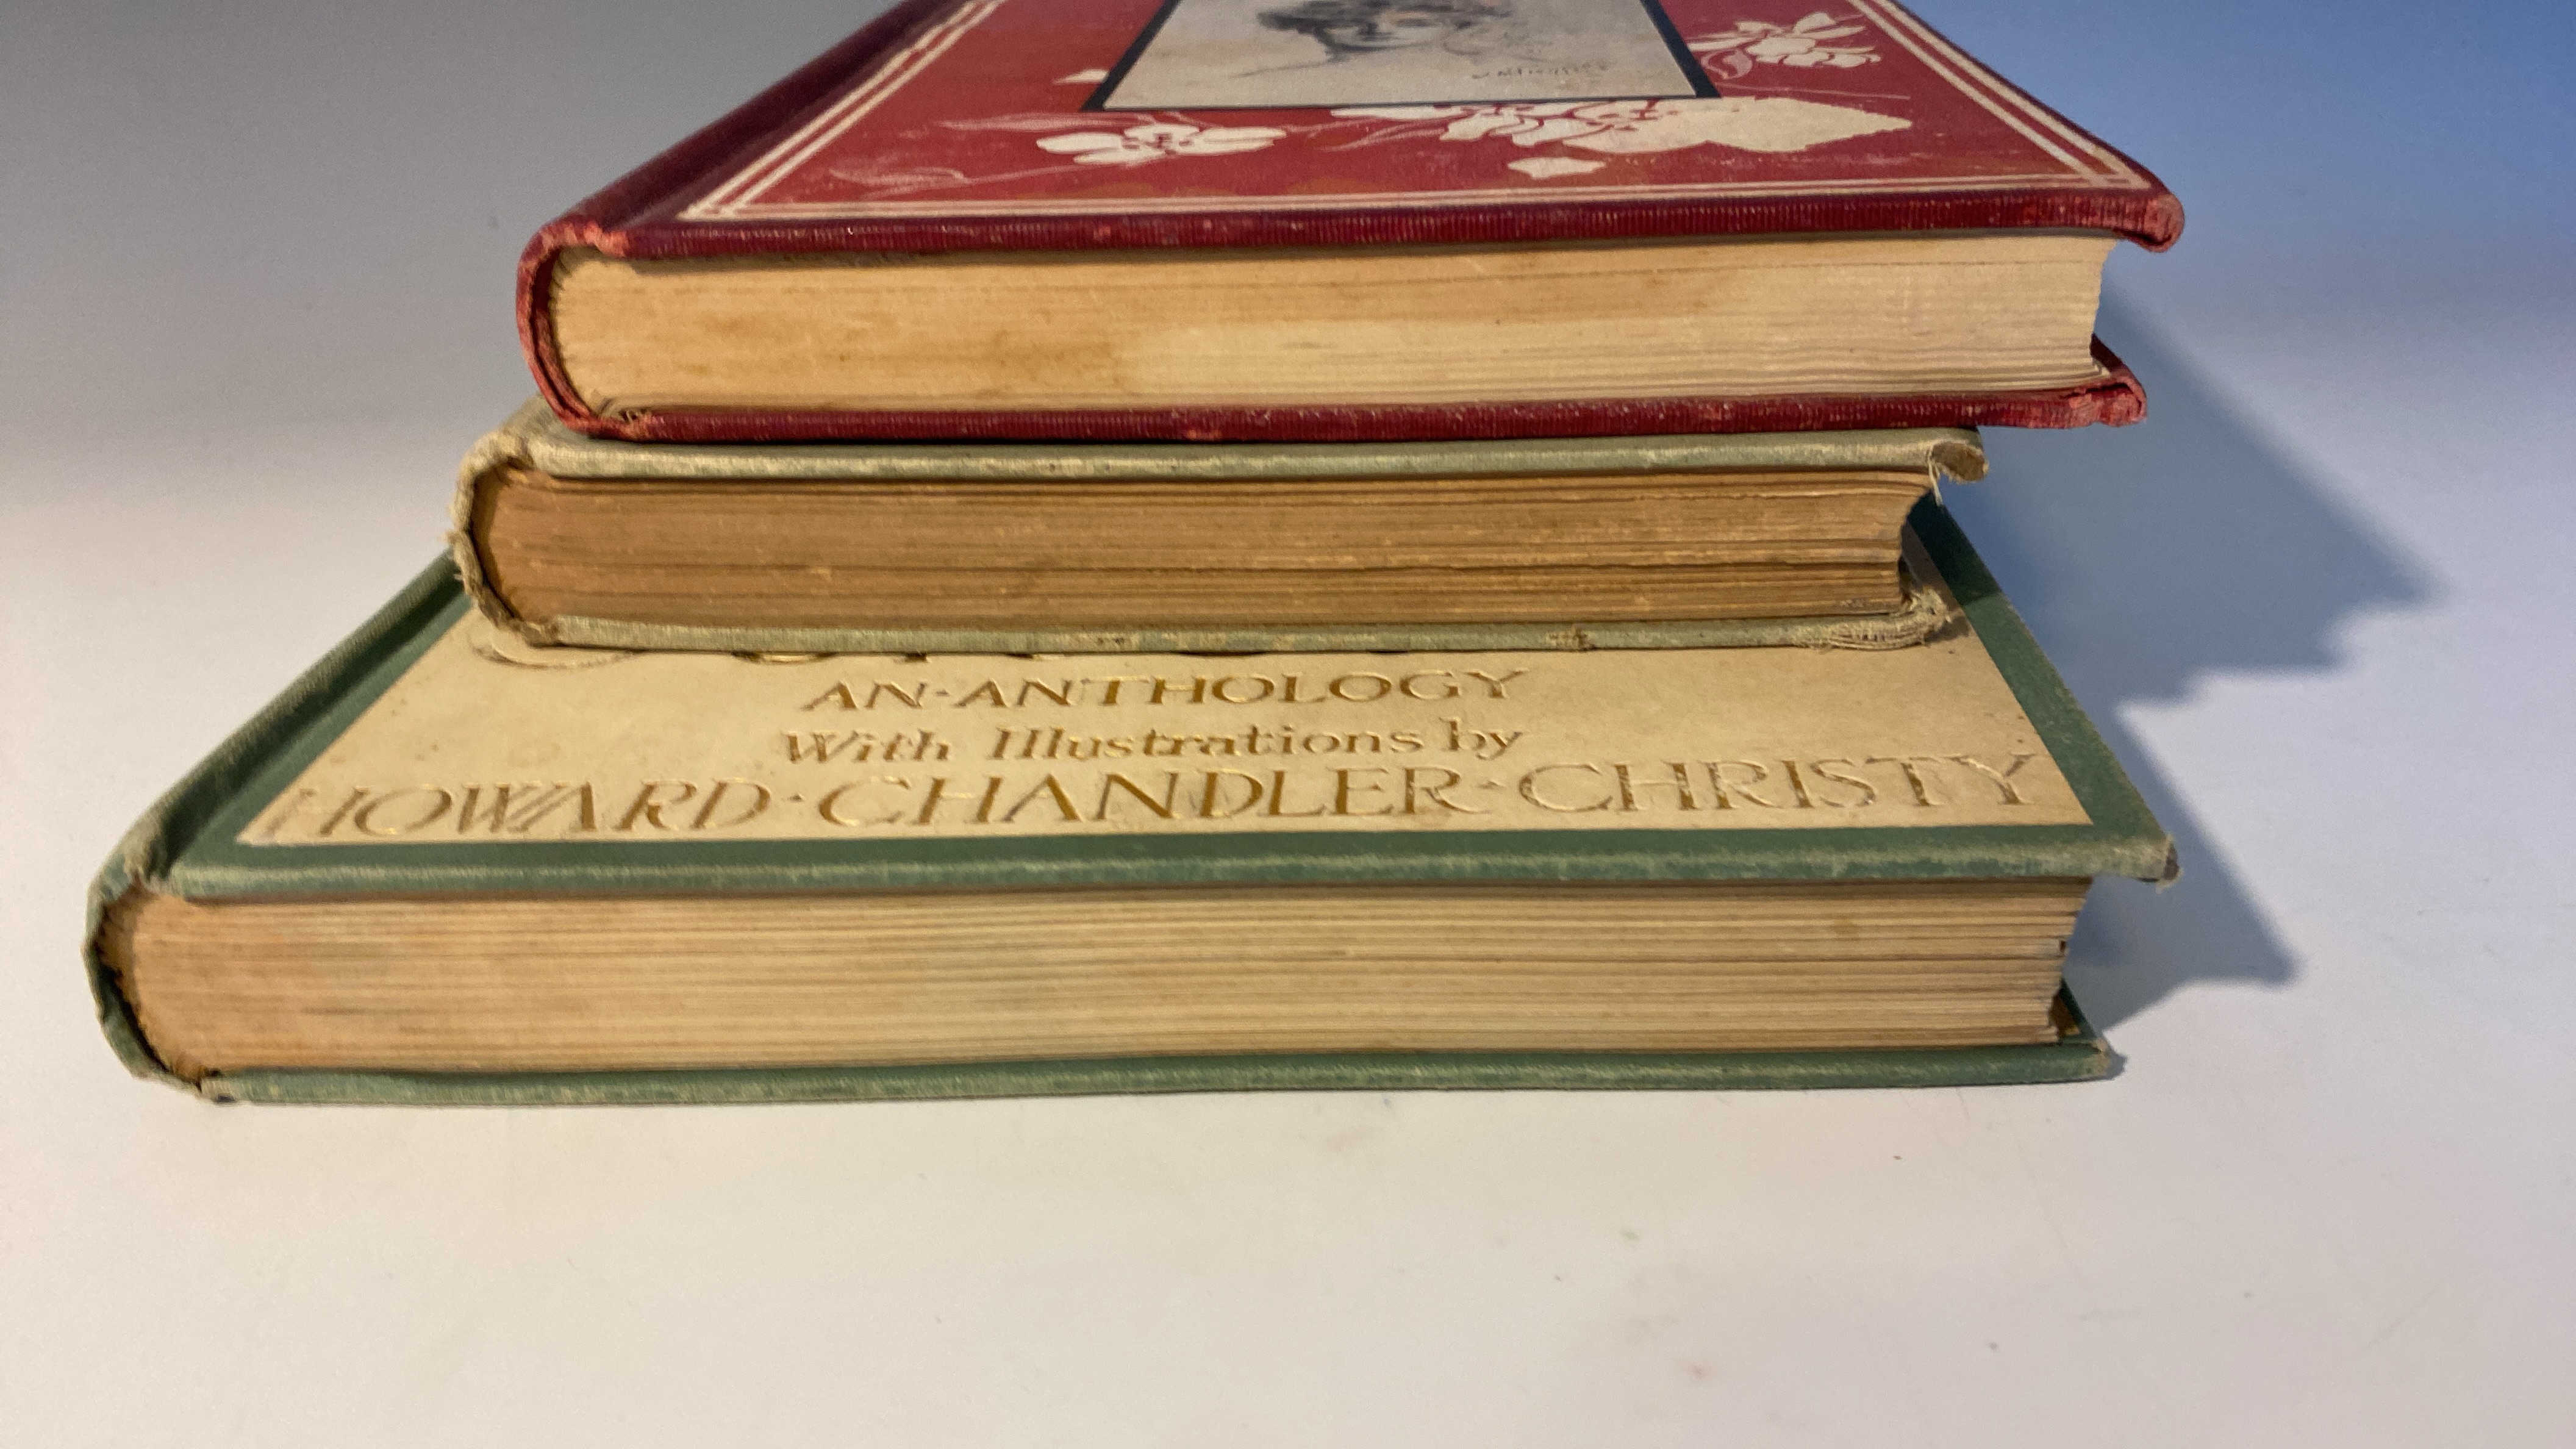 AN·ANTHOLOGY
With Illustrations by
HOWARD·CHANDLER·CHRISTY